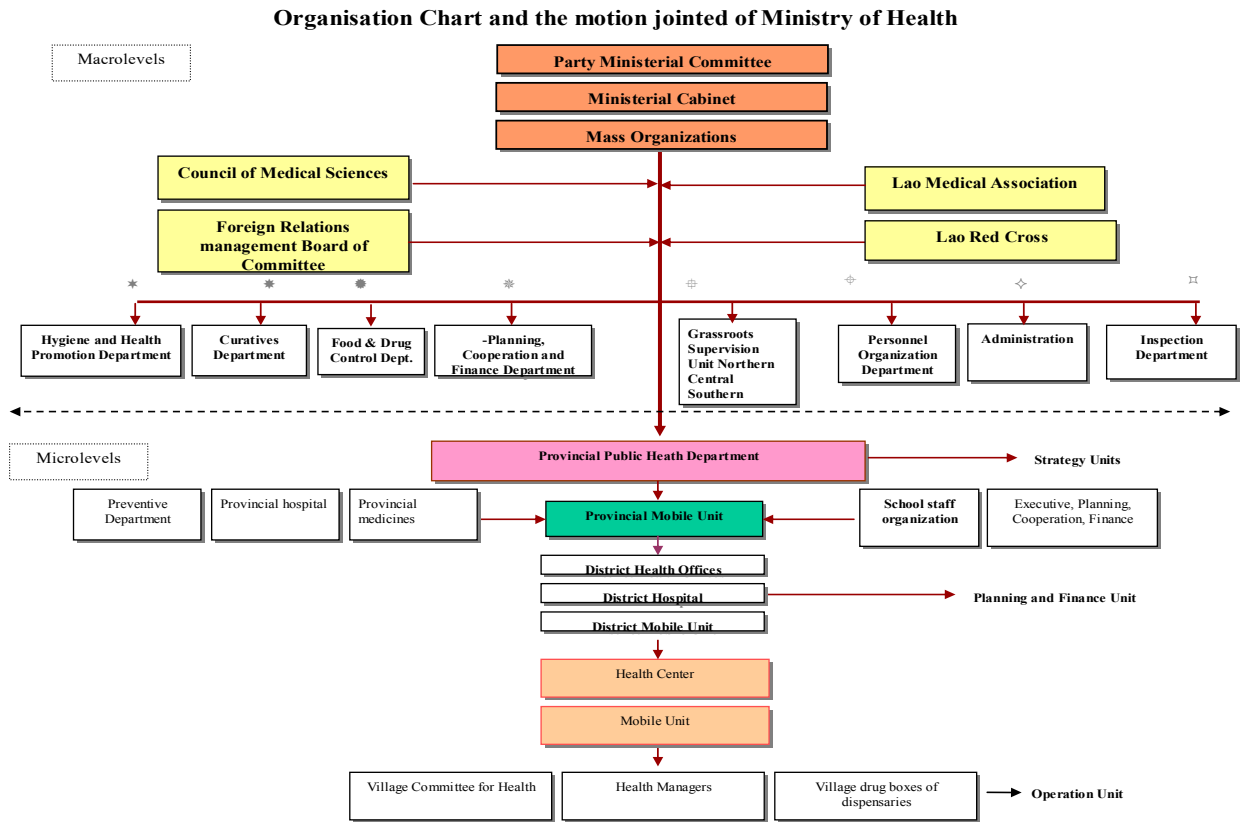 Organisation Chart and the motion jointed of Ministry of Health
Macrolevels
Party Ministerial Committee
Ministerial Cabinet
Mass Organizations
Council of Medical Sciences
Lao Medical Association
Foreign Relations
management Board of
Committee
Lao Red Cross
Hygiene and Health
Promotion Department
Curatives
Department
Food & Drug
Control Dept.
-Planning,
Cooperation and
Finance Department
Grassroots
Supervision
Unit Northern
Central
Southern
Personnel
Organization
Department
Administration
Inspection
Department
Microlevels
Provincial Public Heath Department
Strategy Units
Preventive
Department
Provincial hospital
Provincial
medicines
Provincial Mobile Unit
School staff
organization
Executive, Planning,
Cooperation, Finance
District Health Offices
District Hospital
Planning and Finance Unit
District Mobile Unit
Health Center
Mobile Unit
Village Committee for Health
Health Managers
Village drug boxes of
dispensaries
Operation Unit